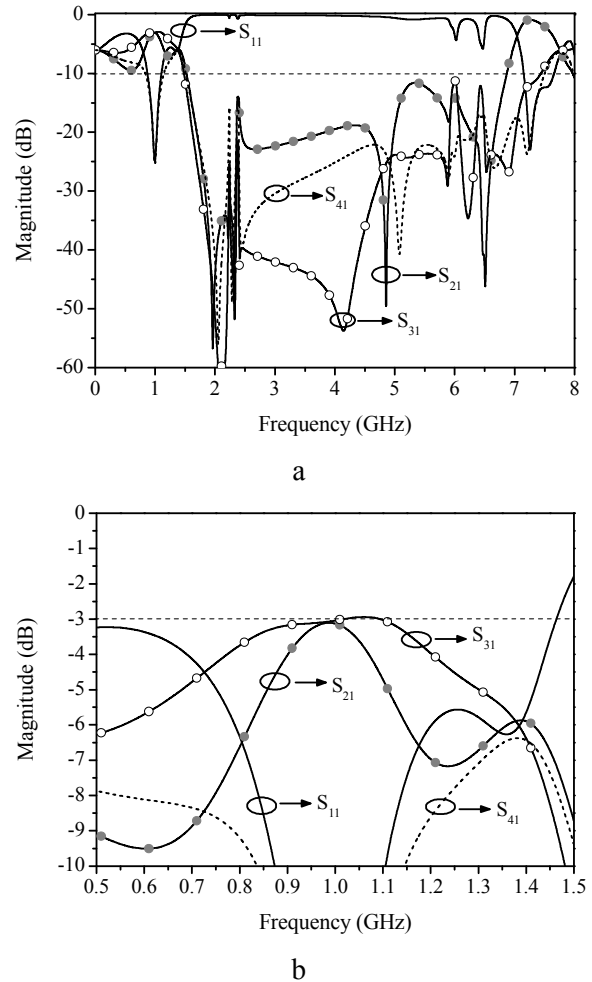 0
-10
-20
-30
-40
-50
-60
Magnitude (dB)
S11
S41
S21
S31
0 1 2 3 4 5 6 7 8
Frequency (GHz)
a
0
-1
-2
-3
-4
-5
-6
-7
-8
-9
-10
Magnitude (dB)
S31
S21
S11
S41
0.5 0.6 0.7 0.8 0.9 1.0 1.1 1.2 1.3 1.4 1.5
Frequency (GHz)
b